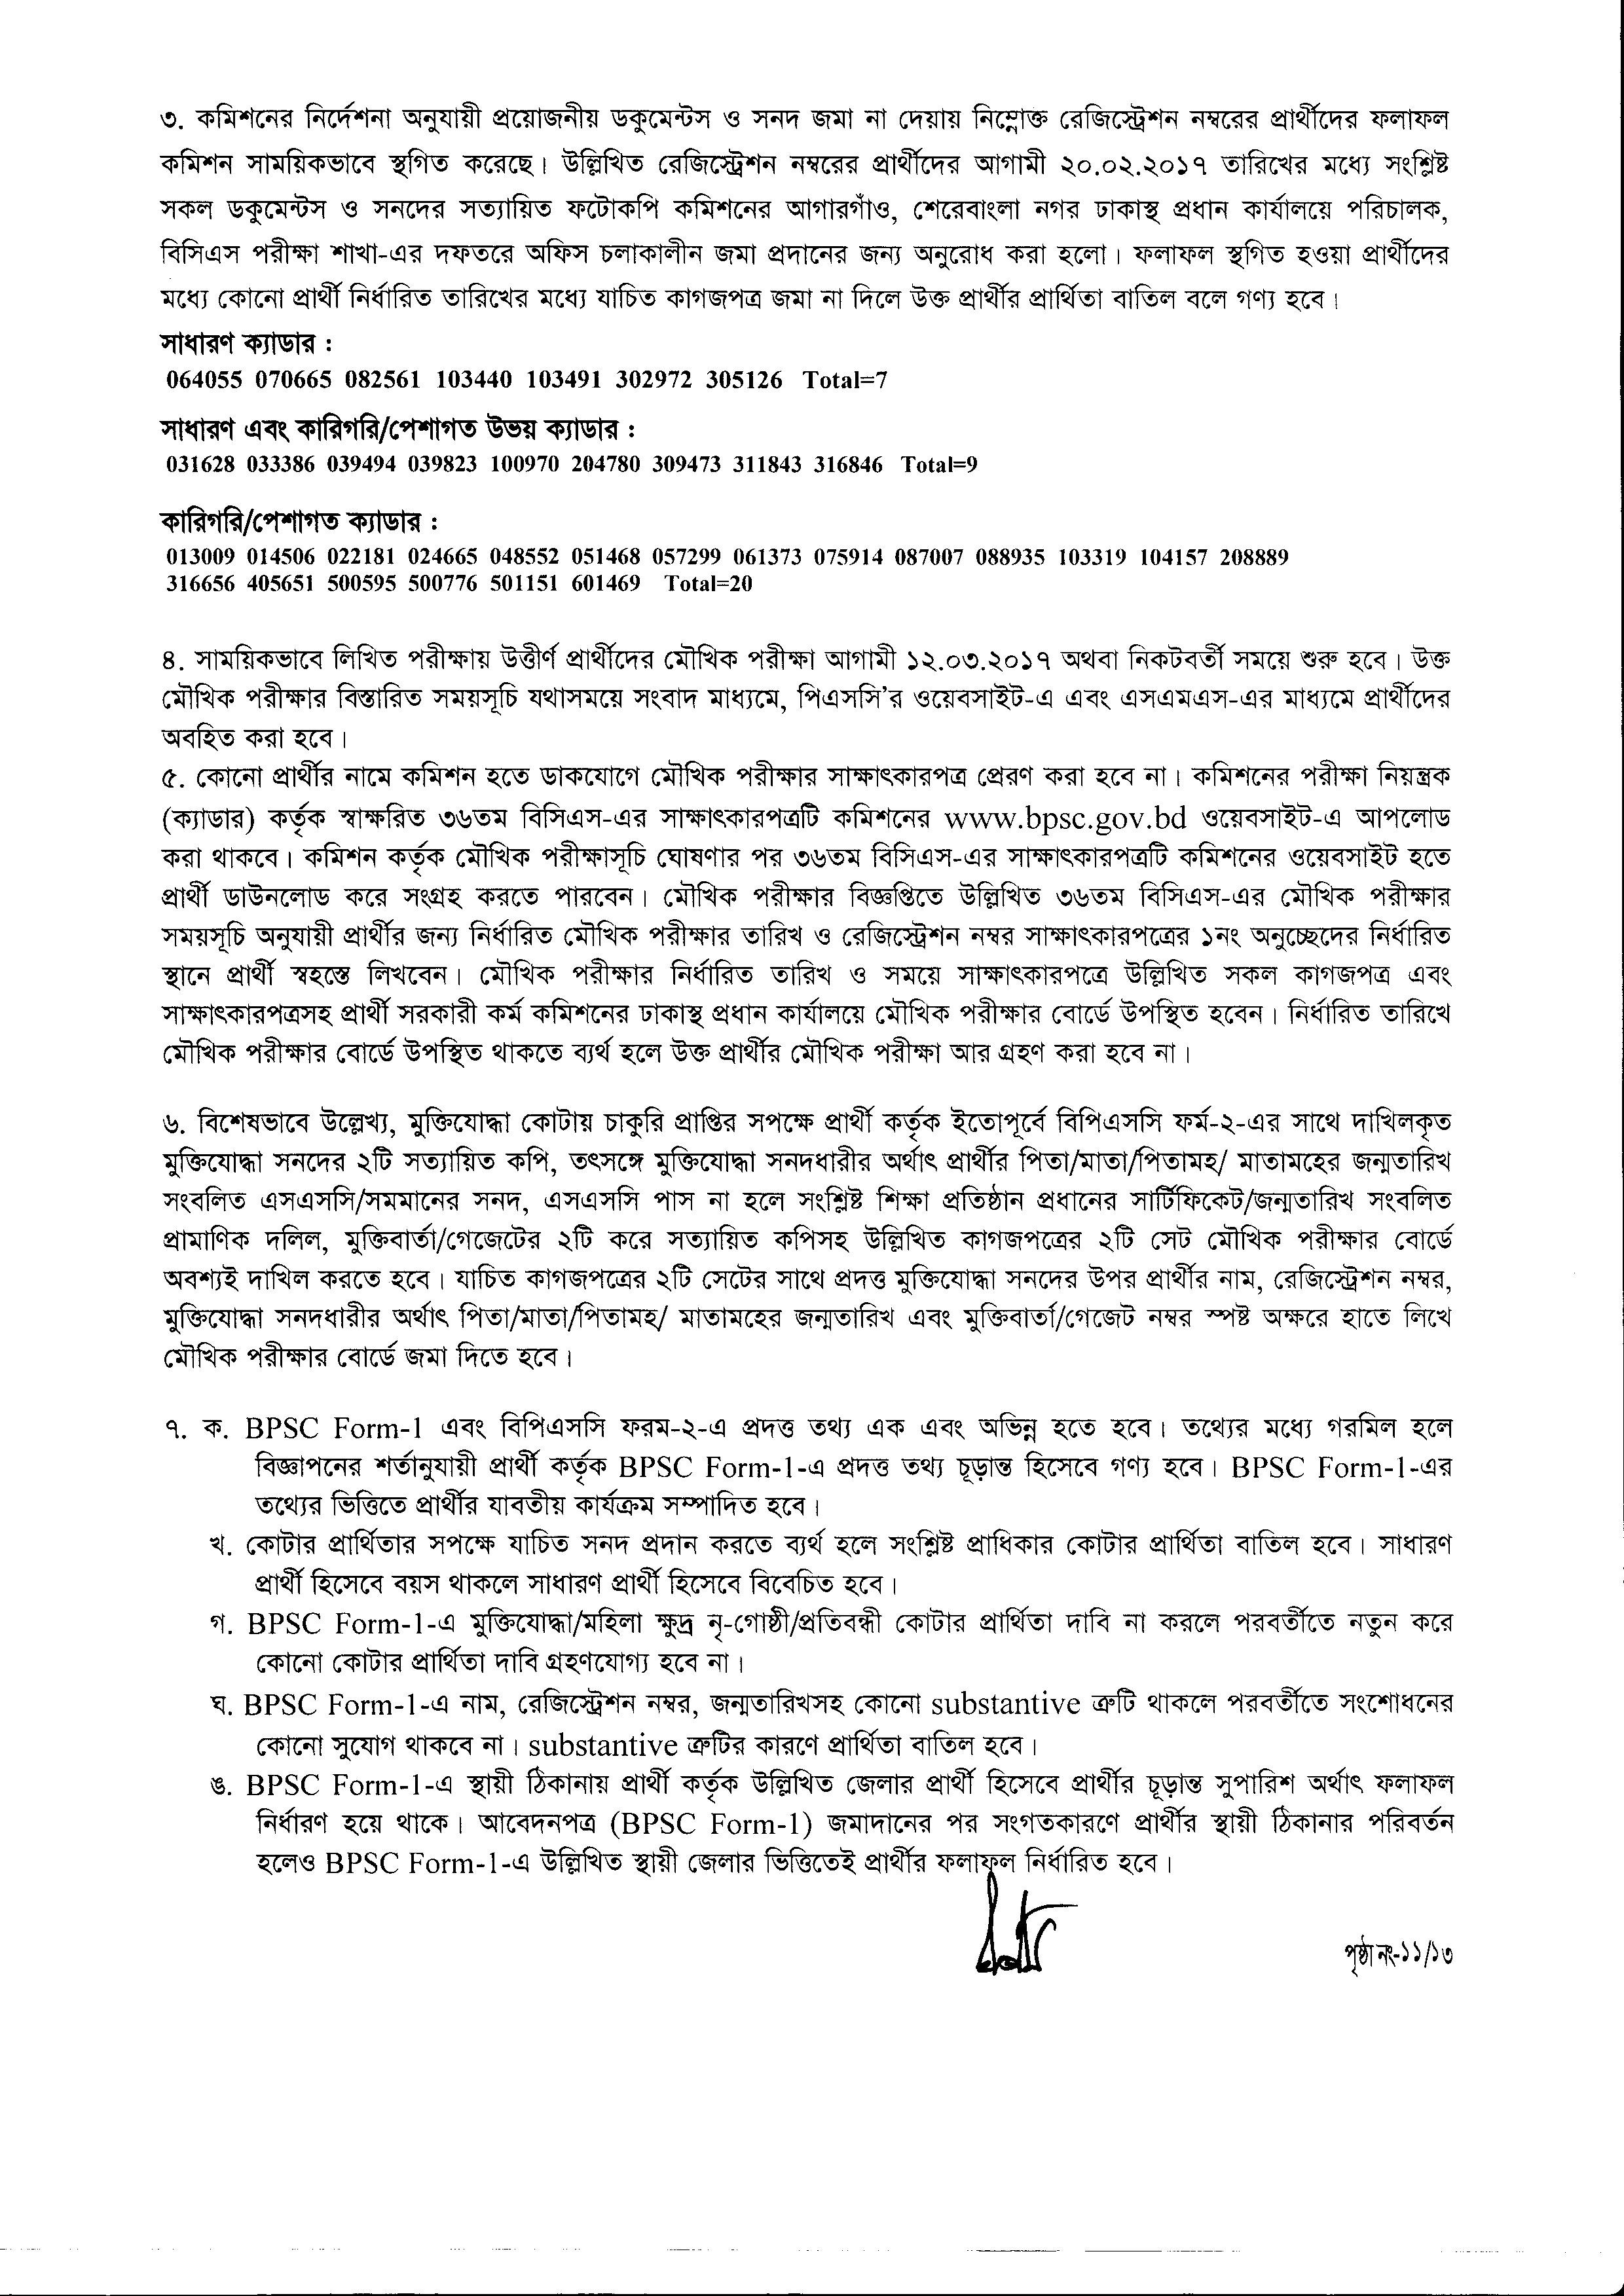 ৩. কমিশনের নির্দেশনা অনুযায়ী প্রয়োজনীয় ডকুমেন্টস ও সনদ জমা না দেয়ায় নিম্নোক্ত রেজিস্ট্রেশন নম্বরের প্রার্থীদের ফলাফল
কমিশন সাময়িকভাবে স্থগিত করেছে। উল্লিখিত রেজিস্ট্রেশন নম্বরের প্রার্থীদের আগামী ২০.০২.২০১৭ তারিখের মধ্যে সংশ্লিষ্ট
সকল ডকুমেন্টস ও সনদের সত্যায়িত ফটোকপি কমিশনের আগারগাঁও, শেরেবাংলা নগর ঢাকাস্থ প্রধান কার্যালয়ে পরিচালক,
বিসিএস পরীক্ষা শাখা-এর দফতরে অফিস চলাকালীন জমা প্রদানের জন্য অনুরোধ করা হলো। ফলাফল স্থগিত হওয়া প্রার্থীদের
মধ্যে কোনো প্রার্থী নির্ধারিত তারিখের মধ্যে যাচিত কাগজপত্র জমা না দিলে উক্ত প্রার্থীর প্রার্থিতা বাতিল বলে গণ্য হবে।
সাধারণ ক্যাডার :
064055 070665 082561 103440 103491 302972 305126 Total=7
সাধারণ এবং কারিগরি/পেশাগত উভয় ক্যাডার :
031628 033386 039494 039823 100970 204780 309473 311843 316846 Total=9
কারিগরি/পেশাগত ক্যাডার :
013009 014506 022181 024665 048552 051468 057299 061373 075914 087007 088935 103319 104157 208889
316656 405651 500595 500776 501151 601469 Total=20
৪. সাময়িকভাবে লিখিত পরীক্ষায় উত্তীর্ণ প্রার্থীদের মৌখিক পরীক্ষা আগামী ১২.০৩.২০১৭ অথবা নিকটবর্তী সময়ে শুরু হবে। উক্ত
মৌখিক পরীক্ষার বিস্তারিত সময়সূচি যথাসময়ে সংবাদ মাধ্যমে, পিএসসি'র ওয়েবসাইট-এ এবং এসএমএস-এর মাধ্যমে প্রার্থীদের
অবহিত করা হবে।
৫. কোনো প্রার্থীর নামে কমিশন হতে ডাকযোগে মৌখিক পরীক্ষার সাক্ষাৎকারপত্র প্রেরণ করা হবে না। কমিশনের পরীক্ষা নিয়ন্ত্রক
(ক্যাডার) কর্তৃক স্বাক্ষরিত ৩৬তম বিসিএস-এর সাক্ষাৎকারপত্রটি কমিশনের www.bpsc.gov.bd ওয়েবসাইট-এ আপলোড
করা থাকবে। কমিশন কর্তৃক মৌখিক পরীক্ষাসূচি ঘোষণার পর ৩৬তম বিসিএস-এর সাক্ষাৎকারপত্রটি কমিশনের ওয়েবসাইট হতে
প্রার্থী ডাউনলোড করে সংগ্রহ করতে পারবেন। মৌখিক পরীক্ষার বিজ্ঞপ্তিতে উল্লিখিত ৩৬তম বিসিএস-এর মৌখিক পরীক্ষার
সময়সূচি অনুযায়ী প্রার্থীর জন্য নির্ধারিত মৌখিক পরীক্ষার তারিখ ও রেজিস্ট্রেশন নম্বর সাক্ষাৎকারপত্রের ১নং অনুচ্ছেদের নির্ধারিত
স্থানে প্রার্থী স্বহস্তে লিখবেন। মৌখিক পরীক্ষার নির্ধারিত তারিখ ও সময়ে সাক্ষাৎকারপত্রে উল্লিখিত সকল কাগজপত্র এবং
সাক্ষাৎকারপত্রসহ প্রার্থী সরকারী কর্ম কমিশনের ঢাকাস্থ প্রধান কার্যালয়ে মৌখিক পরীক্ষার বোর্ডে উপস্থিত হবেন। নির্ধারিত তারিখে
মৌখিক পরীক্ষার বোর্ডে উপস্থিত থাকতে ব্যর্থ হলে উক্ত প্রার্থীর মৌখিক পরীক্ষা আর গ্রহণ করা হবে না।
৬. বিশেষভাবে উল্লেখ্য, মুক্তিযোদ্ধা কোটায় চাকুরি প্রাপ্তির সপক্ষে প্রার্থী কর্তৃক ইতোপূর্বে বিপিএসসি ফর্ম-২-এর সাথে দাখিলকৃত
মুক্তিযোদ্ধা সনদের ২টি সত্যায়িত কপি, তৎসঙ্গে মুক্তিযোদ্ধা সনদধারীর অর্থাৎ প্রার্থীর পিতা/মাতা/পিতামহ/ মাতামহের জন্মতারিখ
সংবলিত এসএসসি/সমমানের সনদ, এসএসসি পাস না হলে সংশ্লিষ্ট শিক্ষা প্রতিষ্ঠান প্রধানের সার্টিফিকেট/জন্মতারিখ সংবলিত
প্রামাণিক দলিল, মুক্তিবার্তা/গেজেটের ২টি করে সত্যায়িত কপিসহ উল্লিখিত কাগজপত্রের ২টি সেট মৌখিক পরীক্ষার বোর্ডে
অবশ্যই দাখিল করতে হবে। যাচিত কাগজপত্রের ২টি সেটের সাথে প্রদত্ত মুক্তিযোদ্ধা সনদের উপর প্রার্থীর নাম, রেজিস্ট্রেশন নম্বর,
মুক্তিযোদ্ধা সনদধারীর অর্থাৎ পিতা/মাতা/পিতামহ/ মাতামহের জন্মতারিখ এবং মুক্তিবার্তা/গেজেট নম্বর স্পষ্ট অক্ষরে হাতে লিখে
মৌখিক পরীক্ষার বোর্ডে জমা দিতে হবে।
৭. ক. BPSC Form-1 এবং বিপিএসসি ফরম-২-এ প্রদত্ত তথ্য এক এবং অভিন্ন হতে হবে। তথ্যের মধ্যে গরমিল হলে
বিজ্ঞাপনের শর্তানুযায়ী প্রার্থী কর্তৃক BPSC Form-1-এ প্রদত্ত তথ্য চূড়ান্ত হিসেবে গণ্য হবে। BPSC Form-1-এর
তথ্যের ভিত্তিতে প্রার্থীর যাবতীয় কার্যক্রম সম্পাদিত হবে।
খ. কোটার প্রার্থিতার সপক্ষে যাচিত সনদ প্রদান করতে ব্যর্থ হলে সংশ্লিষ্ট প্রাধিকার কোটার প্রার্থিতা বাতিল হবে। সাধারণ
প্রার্থী হিসেবে বয়স থাকলে সাধারণ প্রার্থী হিসেবে বিবেচিত হবে।
গ. BPSC Form-1-এ মুক্তিযোদ্ধা/মহিলা ক্ষুদ্র নৃ-গোষ্ঠী/প্রতিবন্ধী কোটার প্রার্থিতা দাবি না করলে পরবর্তীতে নতুন করে
কোনো কোটার প্রার্থিতা দাবি গ্রহণযোগ্য হবে না।
ঘ. BPSC Form-1-এ নাম, রেজিস্ট্রেশন নম্বর, জন্মতারিখসহ কোনো substantive ত্রুটি থাকলে পরবর্তীতে সংশোধনের
কোনো সুযোগ থাকবে না। substantive ত্রুটির কারণে প্রার্থিতা বাতিল হবে।
ঙ. BPSC Form-1-এ স্থায়ী ঠিকানায় প্রার্থী কর্তৃক উল্লিখিত জেলার প্রার্থী হিসেবে প্রার্থীর চূড়ান্ত সুপারিশ অর্থাৎ ফলাফল
নির্ধারণ হয়ে থাকে। আবেদনপত্র (BPSC Form-1) জমাদানের পর সংগতকারণে প্রার্থীর স্থায়ী ঠিকানার পরিবর্তন
হলেও BPSC Form-1-এ উল্লিখিত স্থায়ী জেলার ভিত্তিতেই প্রার্থীর ফলাফল নির্ধারিত হবে।
পৃষ্ঠা নং-১১/১৩